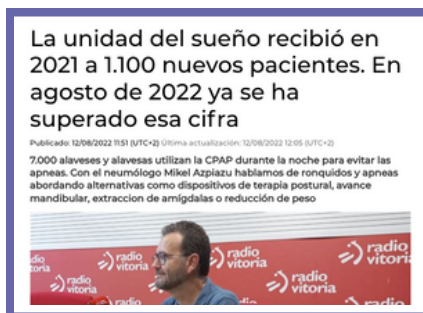 La unidad del sueño recibió en
2021 a 1.100 nuevos pacientes. En
agosto de 2022 ya se ha
superado esa cifra
Publicado: 12/08/2022 11:51 (UTC+2) Última actualización: 12/08/2022 12:05 (UTC+2)
7.000 alaveses y alavesas utilizan la CPAP durante la noche para evitar las
apneas. Con el neumólogo Mikel Azpiazu hablamos de ronquidos y apneas
abordando alternativas como dispositivos de terapia postural, avance
mandibular, extraccion de amígdalas o reducción de peso
radio
vitoria
radio
vitoria
radio
vitoria
radio
vitoria
radio
radio